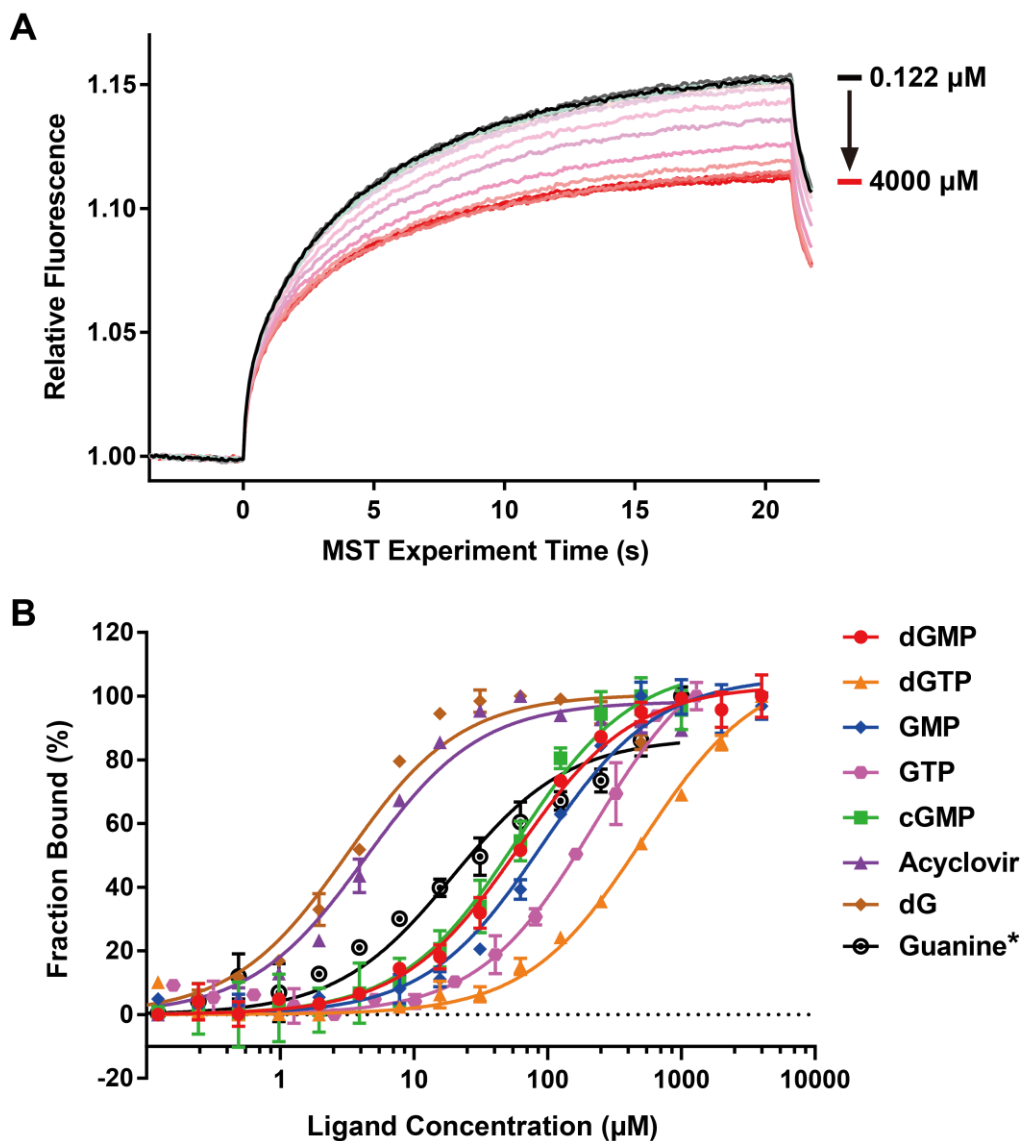 A
Relative Fluorescence
1.15
1.10
1.05
1.00
0 5 10 15 20
MST Experiment Time (s)
0.122 µM
4000 µM
B
Fraction Bound (%)
120
100
80
60
40
20
0
-20
1 10 100 1000 10000
Ligand Concentration (µM)
dGMP
dGTP
GMP
GTP
cGMP
Acyclovir
dG
Guanine*